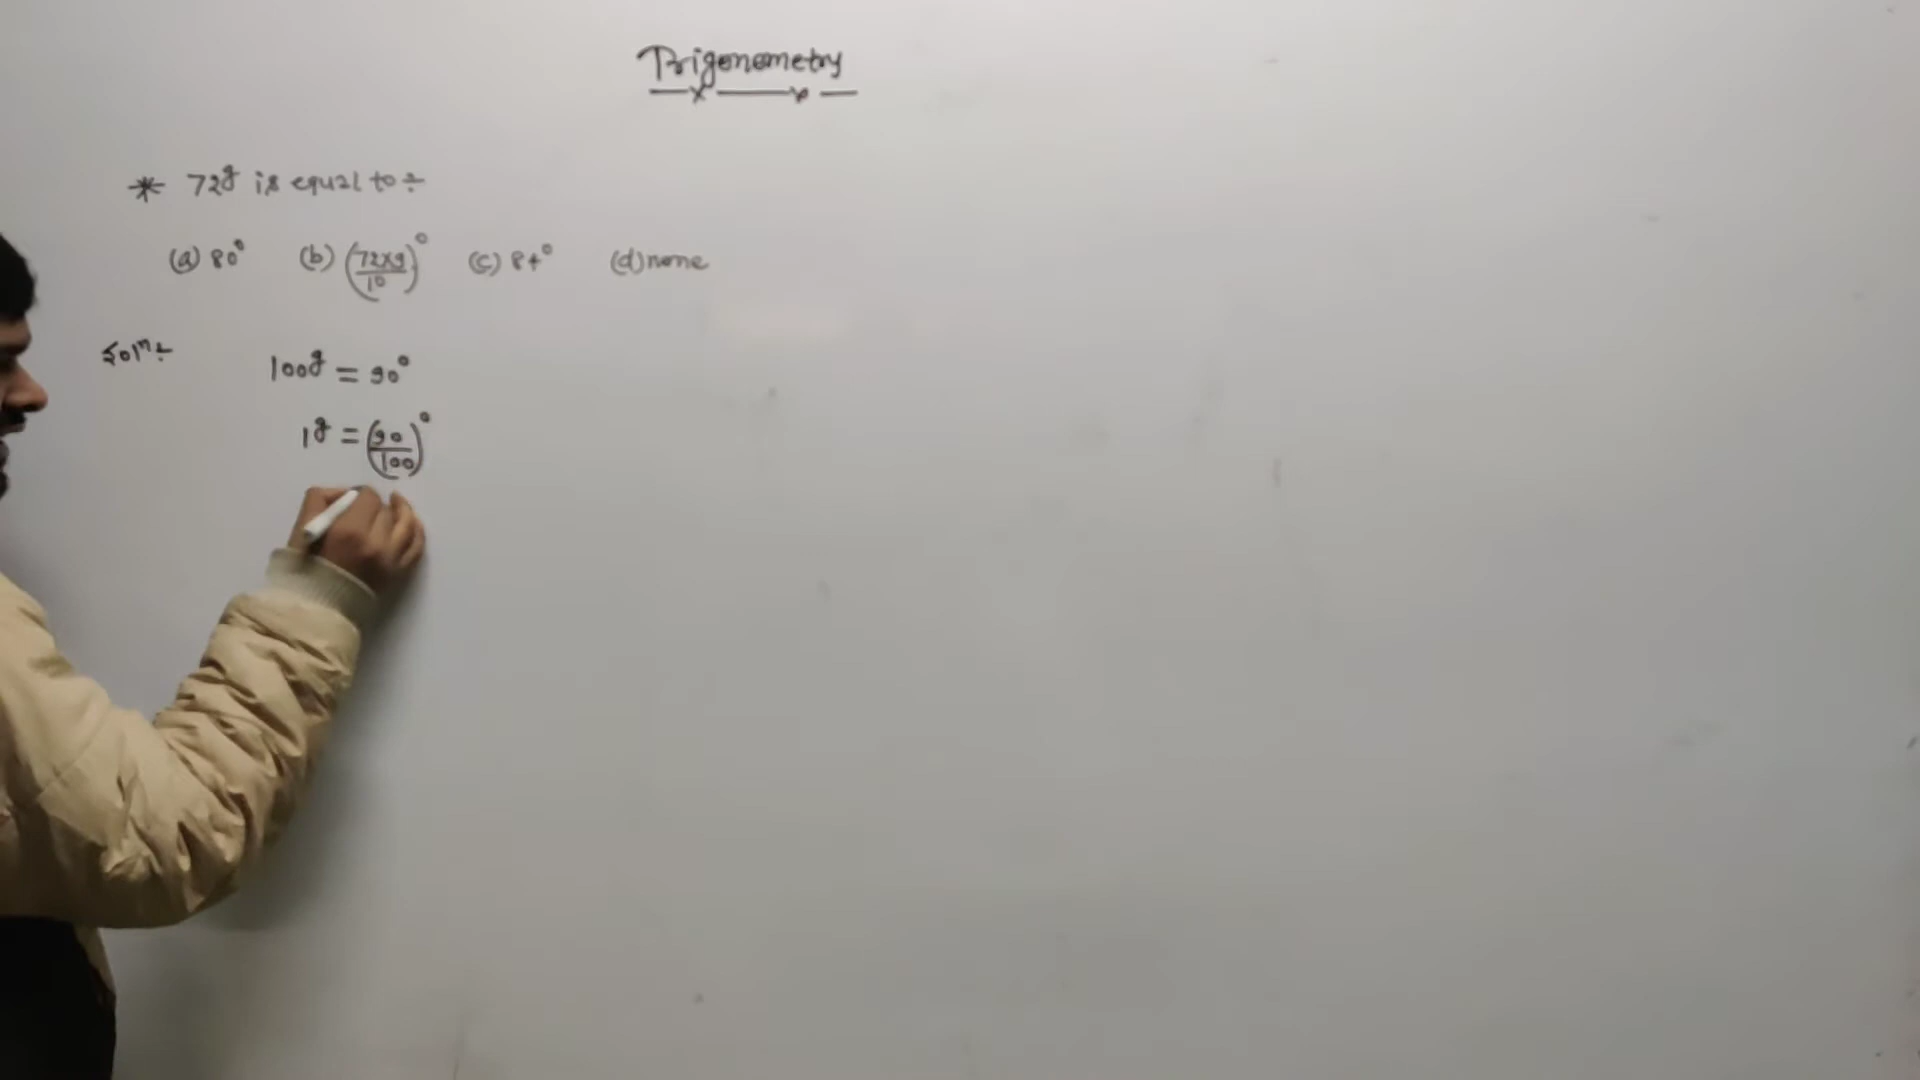 Trigonometry
* 72g is equal to ÷
(a) 80° (b) (72×9/10)° (c) 84° (d) none
Solⁿ ÷
100g = 90°
1g = (90/100)°